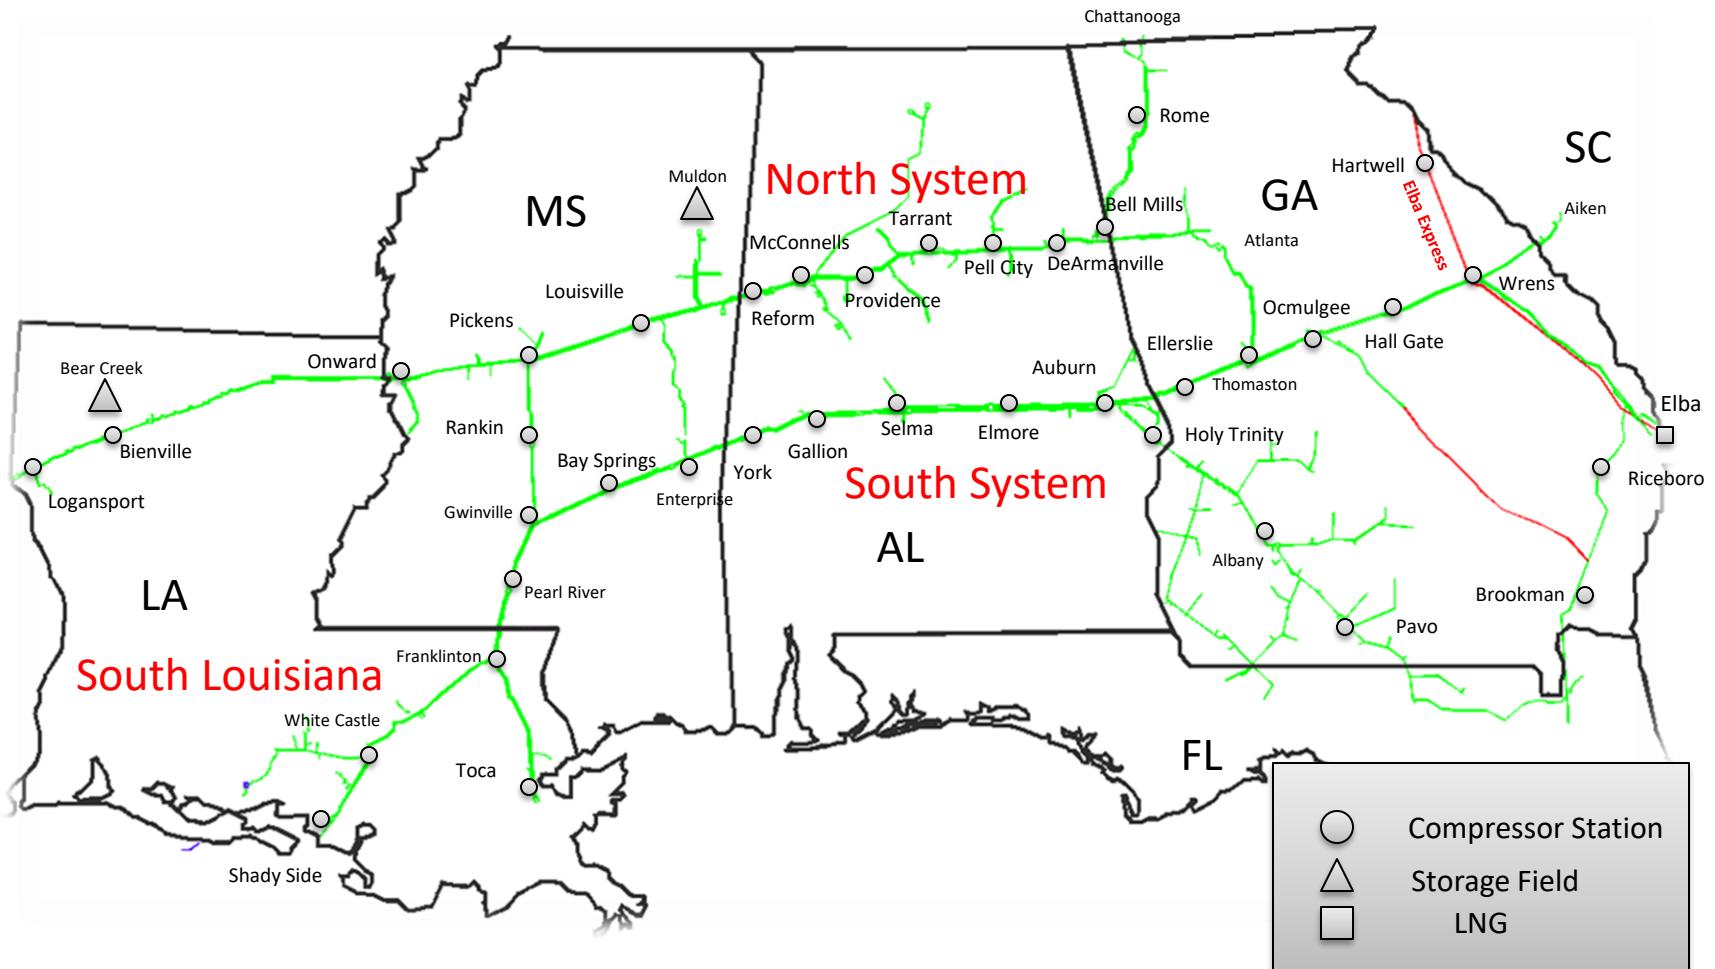 Chattanooga
Rome
SC
Hartwell
Muldon
North System
MS
GA
Elba Express
Bell Mills
Aiken
Tarrant
McConnells
Atlanta
Pell City
DeArmanville
Wrens
Louisville
Providence
Ocmulgee
Pickens
Reform
Hall Gate
Ellerslie
Onward
Bear Creek
Auburn
Thomaston
Elba
Rankin
Selma
Elmore
Holy Trinity
Bienville
Gallion
Bay Springs
York
South System
Riceboro
Logansport
Enterprise
Gwinville
AL
Albany
LA
Pearl River
Brookman
Pavo
Franklinton
South Louisiana
White Castle
Toca
FL
Compressor Station
Shady Side
Storage Field
LNG